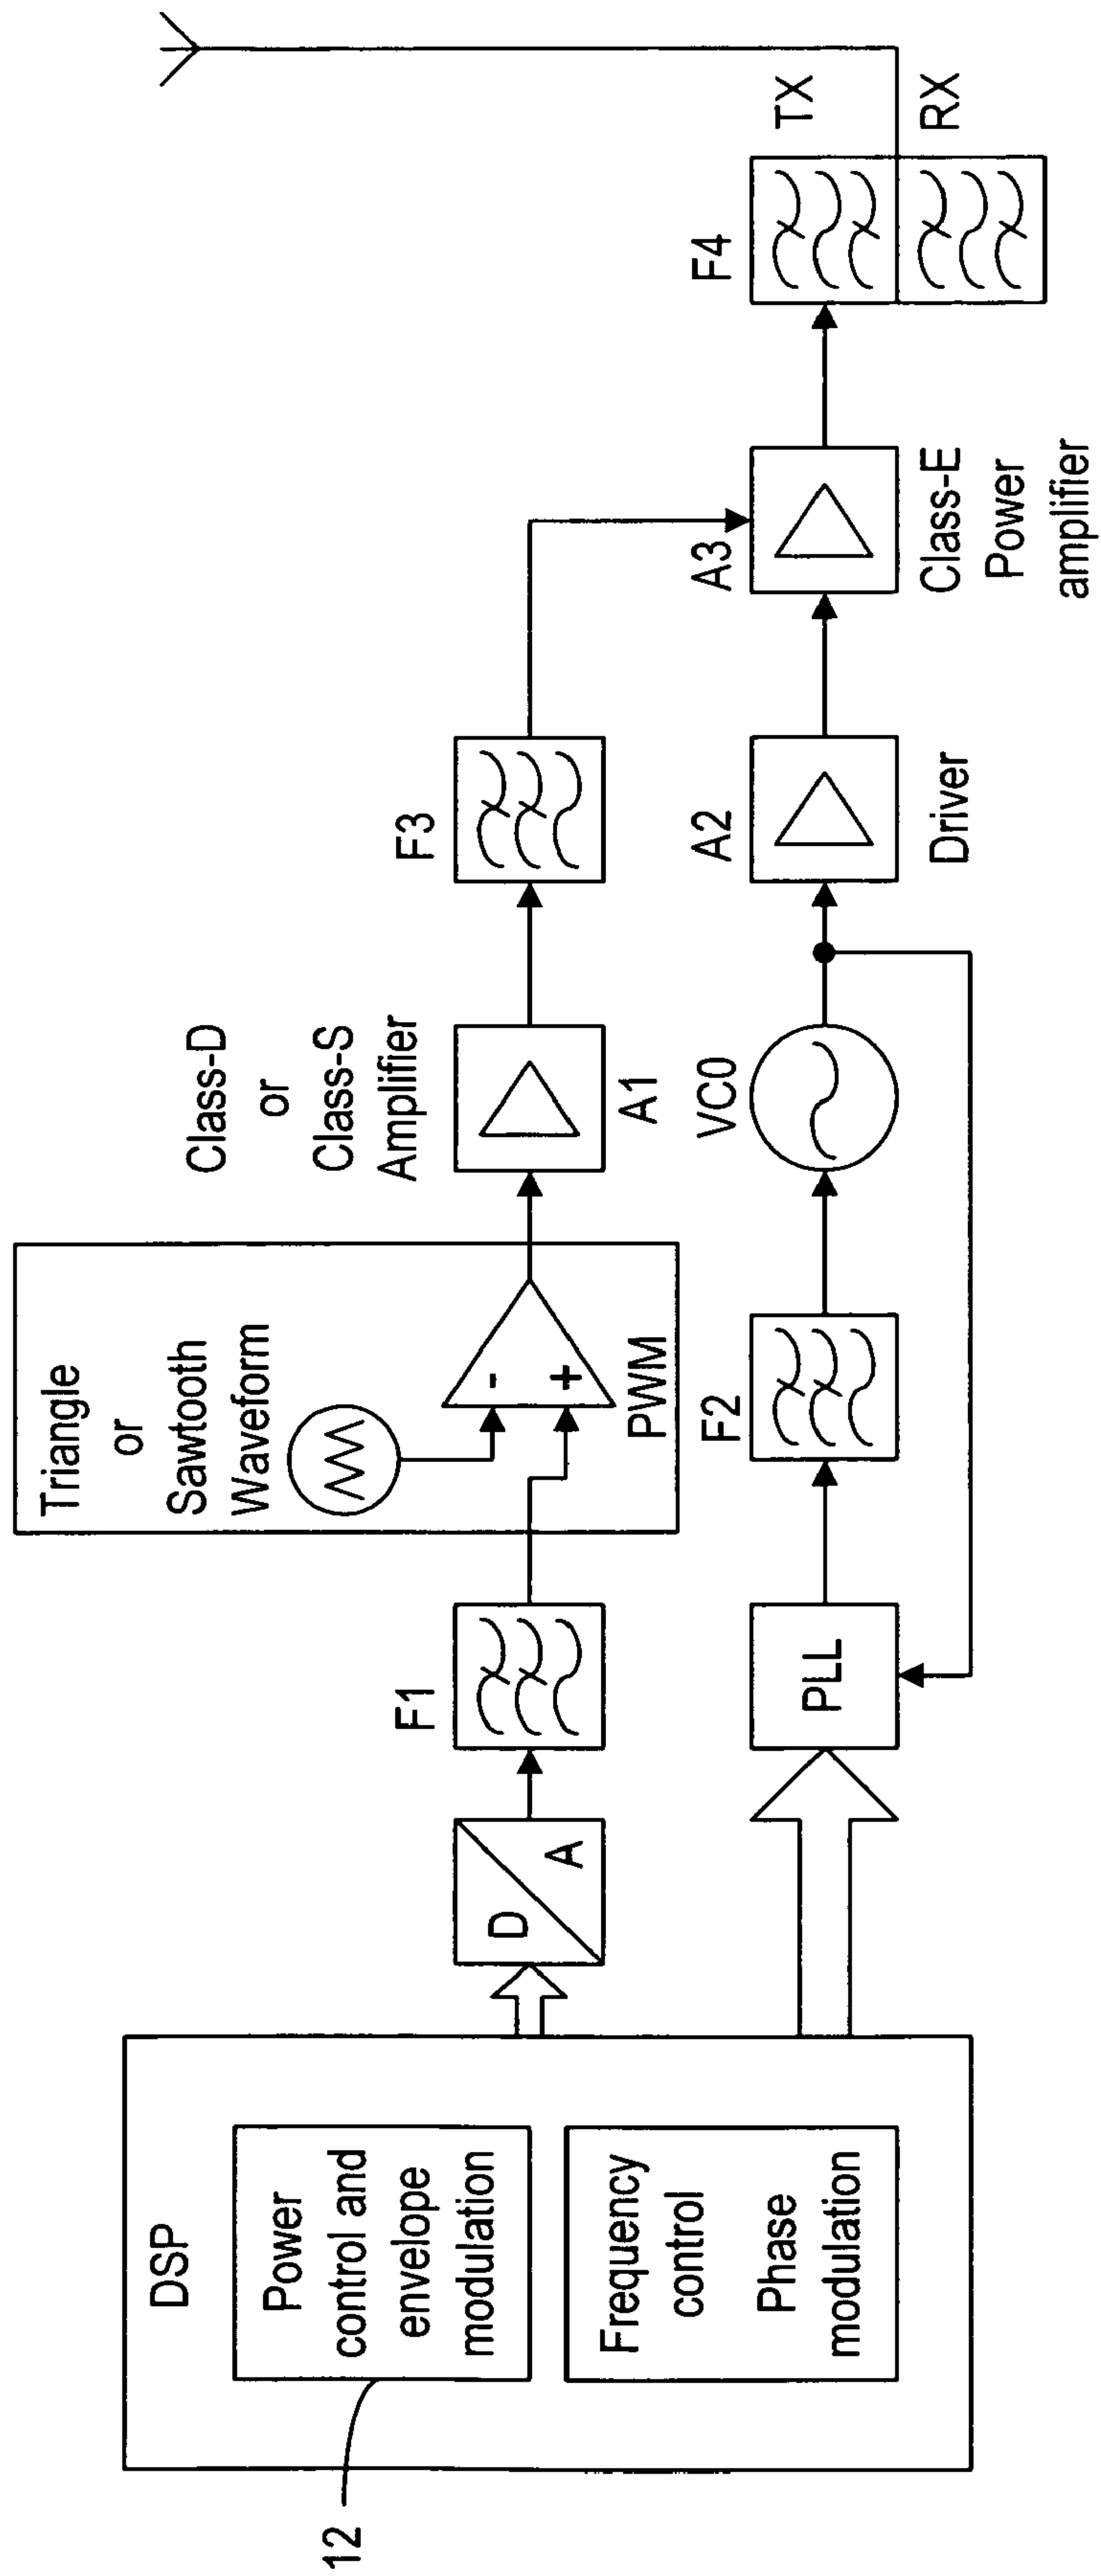 DSP
Power
control and
envelope
modulation
Frequency
control
Phase
modulation
12
D
A
F1
PLL
Triangle
or
Sawtooth
Waveform
-
+
PWM
F2
Class-D
or
Class-S
Amplifier
A1
VC0
F3
A2
Driver
A3
Class-E
Power
amplifier
F4
TX
RX